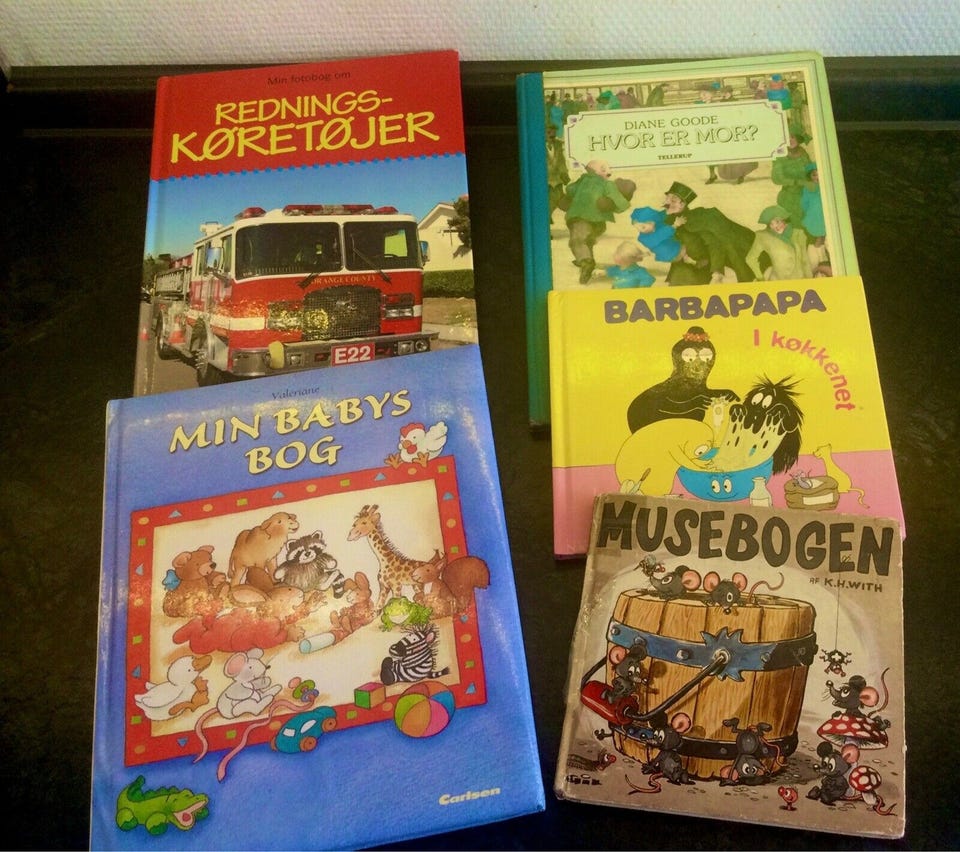 Min fotobog om
REDNINGS-
KØRETØJER
ORANGE COUNTY
E22
DIANE GOODE
HVOR ER MOR?
TELLERUP
BARBAPAPA
I køkkenet
Valeriane
MIN BABYS
BOG
Carlsen
MUSEBOGEN
AF K.H.WITH